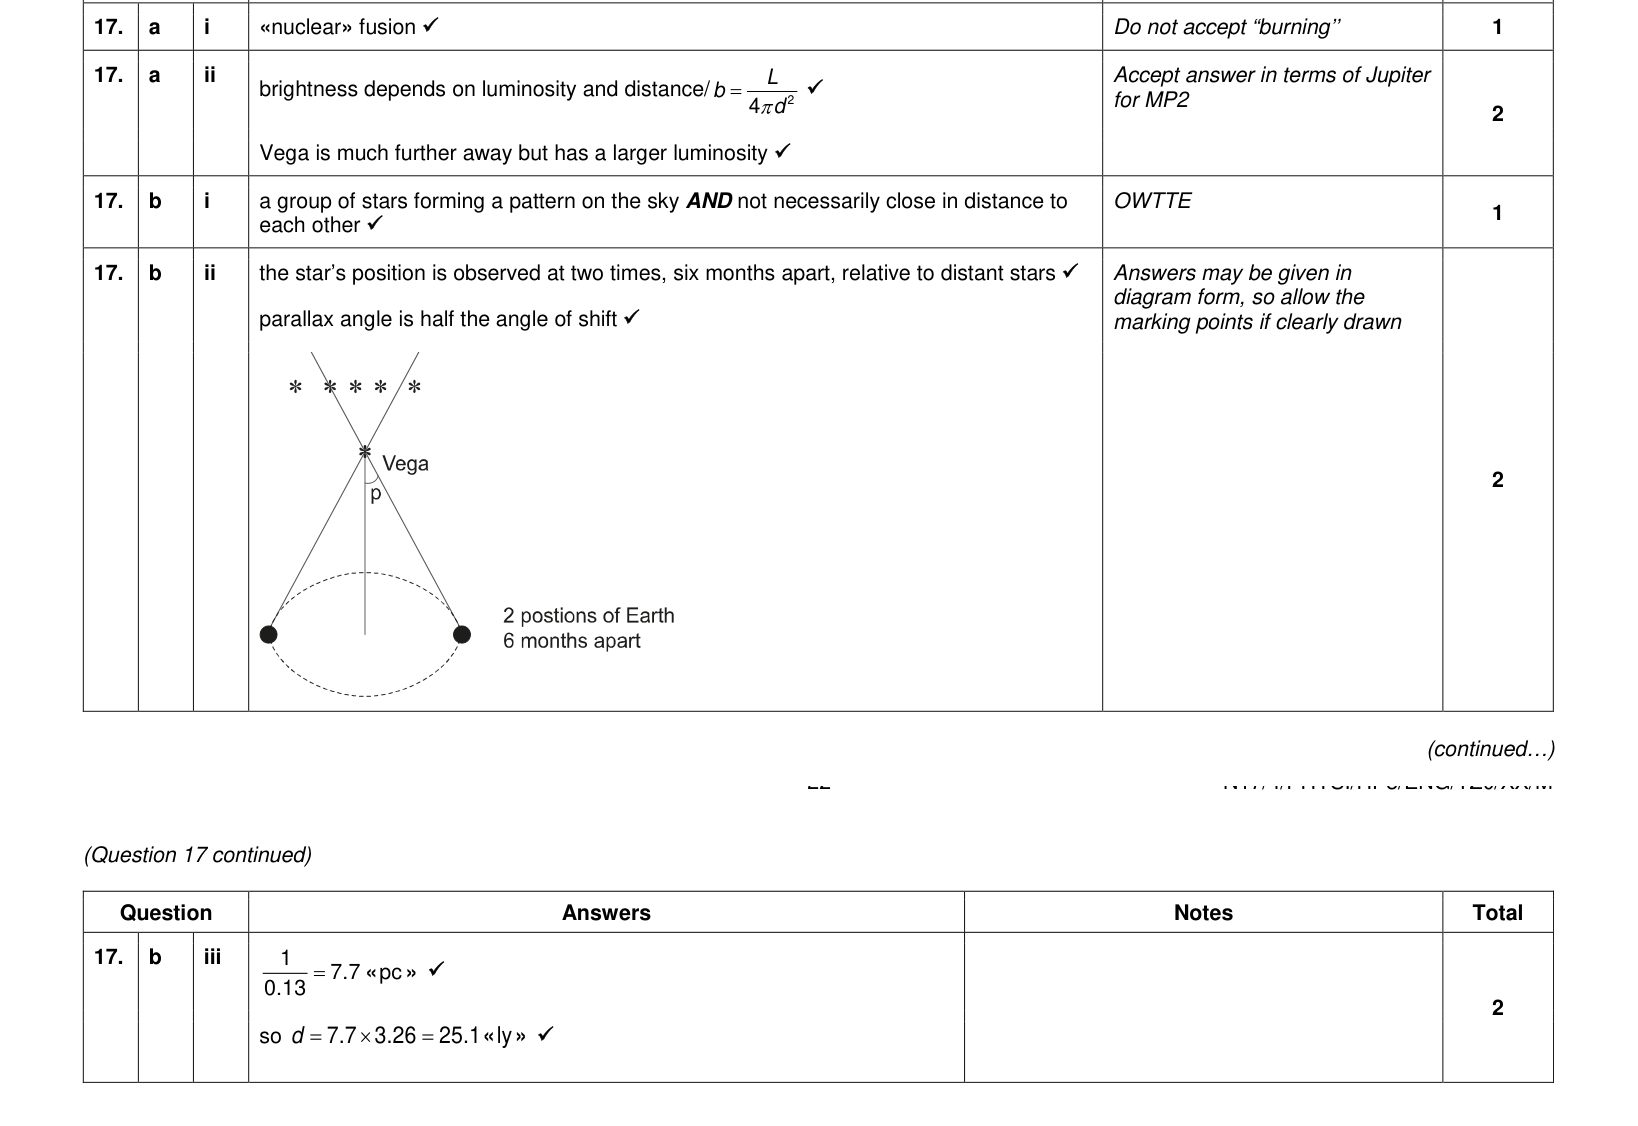 17. a i «nuclear» fusion ✓ Do not accept “burning’’ 1
17. a ii brightness depends on luminosity and distance/ b = L / 4πd² ✓ Accept answer in terms of Jupiter
for MP2
2
Vega is much further away but has a larger luminosity ✓
17. b i a group of stars forming a pattern on the sky AND not necessarily close in distance to OWTTE
each other ✓
1
17. b ii the star’s position is observed at two times, six months apart, relative to distant stars ✓ Answers may be given in
diagram form, so allow the
parallax angle is half the angle of shift ✓ marking points if clearly drawn
* * * * *
*
Vega
p
2
2 postions of Earth
6 months apart
(continued…)
(Question 17 continued)
Question Answers Notes Total
17. b iii 1 / 0.13 = 7.7 «pc» ✓
2
so d = 7.7 × 3.26 = 25.1 «ly» ✓